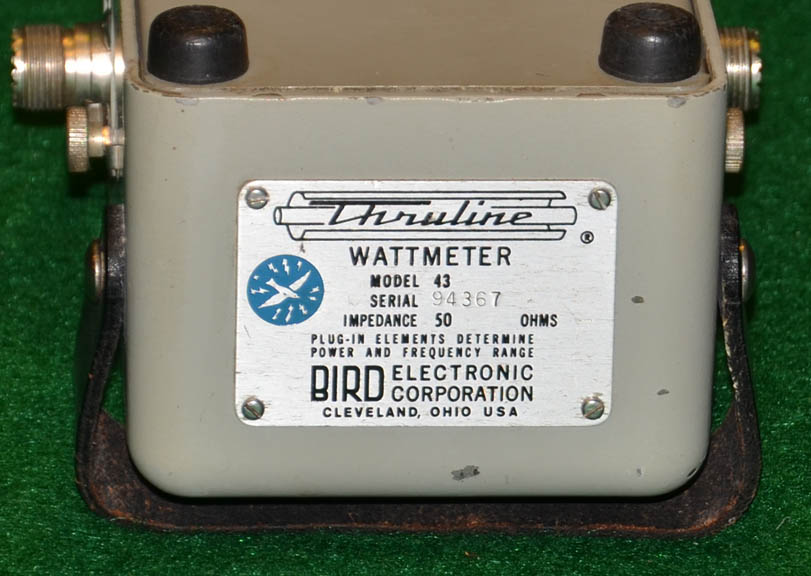 Thruline
®
WATTMETER
MODEL 43
SERIAL 94367
IMPEDANCE 50 OHMS
PLUG-IN ELEMENTS DETERMINE
POWER AND FREQUENCY RANGE
BIRD ELECTRONIC
CORPORATION
CLEVELAND, OHIO USA